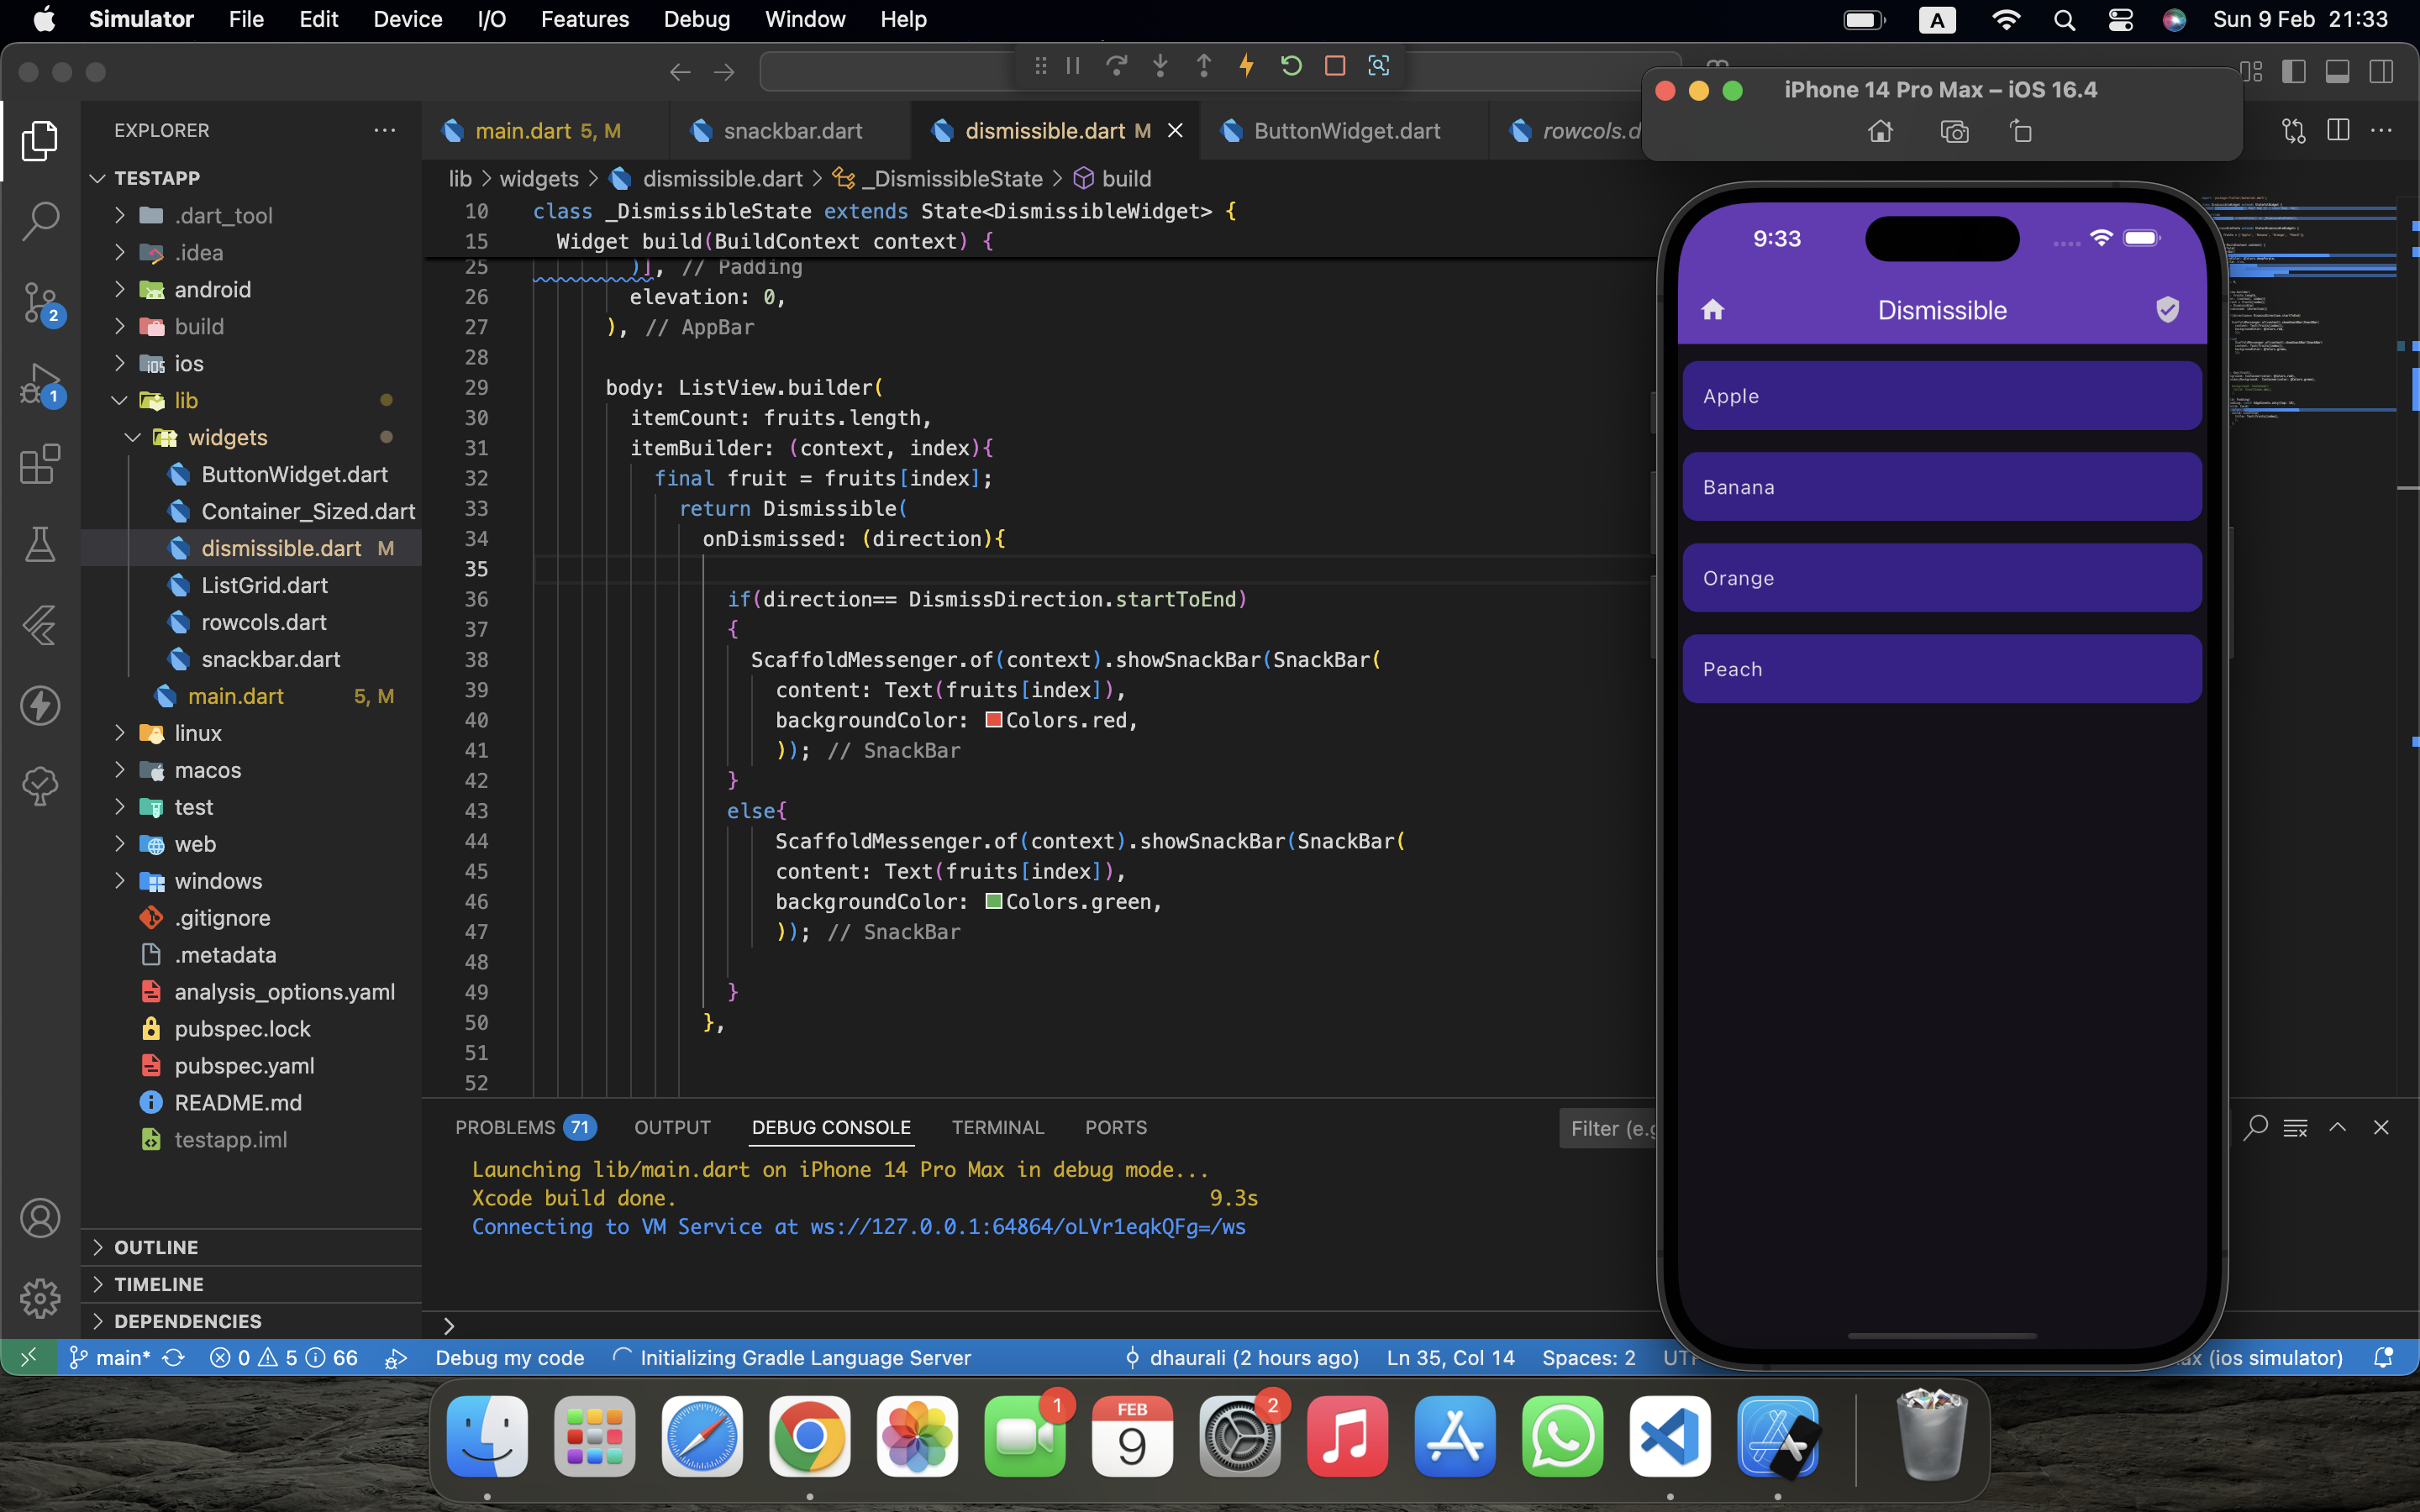 Simulator File Edit Device I/O Features Debug Window Help
A
Sun 9 Feb 21:33
EXPLORER
TESTAPP
.dart_tool
.idea
android
build
ios
lib
widgets
ButtonWidget.dart
Container_Sized.dart
dismissible.dart M
ListGrid.dart
rowcols.dart
snackbar.dart
main.dart 5, M
linux
macos
test
web
windows
.gitignore
.metadata
analysis_options.yaml
pubspec.lock
pubspec.yaml
README.md
testapp.iml
OUTLINE
TIMELINE
DEPENDENCIES
2
1
main.dart 5, M
snackbar.dart
dismissible.dart M
ButtonWidget.dart
rowcols.d
lib > widgets > dismissible.dart > _DismissibleState > build
10 class _DismissibleState extends State<DismissibleWidget> {
15 Widget build(BuildContext context) {
25 )], // Padding
26 elevation: 0,
27 ), // AppBar
28
29 body: ListView.builder(
30 itemCount: fruits.length,
31 itemBuilder: (context, index){
32 final fruit = fruits[index];
33 return Dismissible(
34 onDismissed: (direction){
35
36 if(direction== DismissDirection.startToEnd)
37 {
38 ScaffoldMessenger.of(context).showSnackBar(SnackBar(
39 content: Text(fruits[index]),
40 backgroundColor: Colors.red,
41 )); // SnackBar
42 }
43 else{
44 ScaffoldMessenger.of(context).showSnackBar(SnackBar(
45 content: Text(fruits[index]),
46 backgroundColor: Colors.green,
47 )); // SnackBar
48
49 }
50 },
51
52
PROBLEMS 71 OUTPUT DEBUG CONSOLE TERMINAL PORTS
Filter (e.g
Launching lib/main.dart on iPhone 14 Pro Max in debug mode...
Xcode build done. 9.3s
Connecting to VM Service at ws://127.0.0.1:64864/oLVr1eqkQFg=/ws
main* 0 5 66 Debug my code Initializing Gradle Language Server dhaurali (2 hours ago) Ln 35, Col 14 Spaces: 2 UTF
(ios simulator)
iPhone 14 Pro Max – iOS 16.4
9:33
Dismissible
Apple
Banana
Orange
Peach
1
FEB
9
2